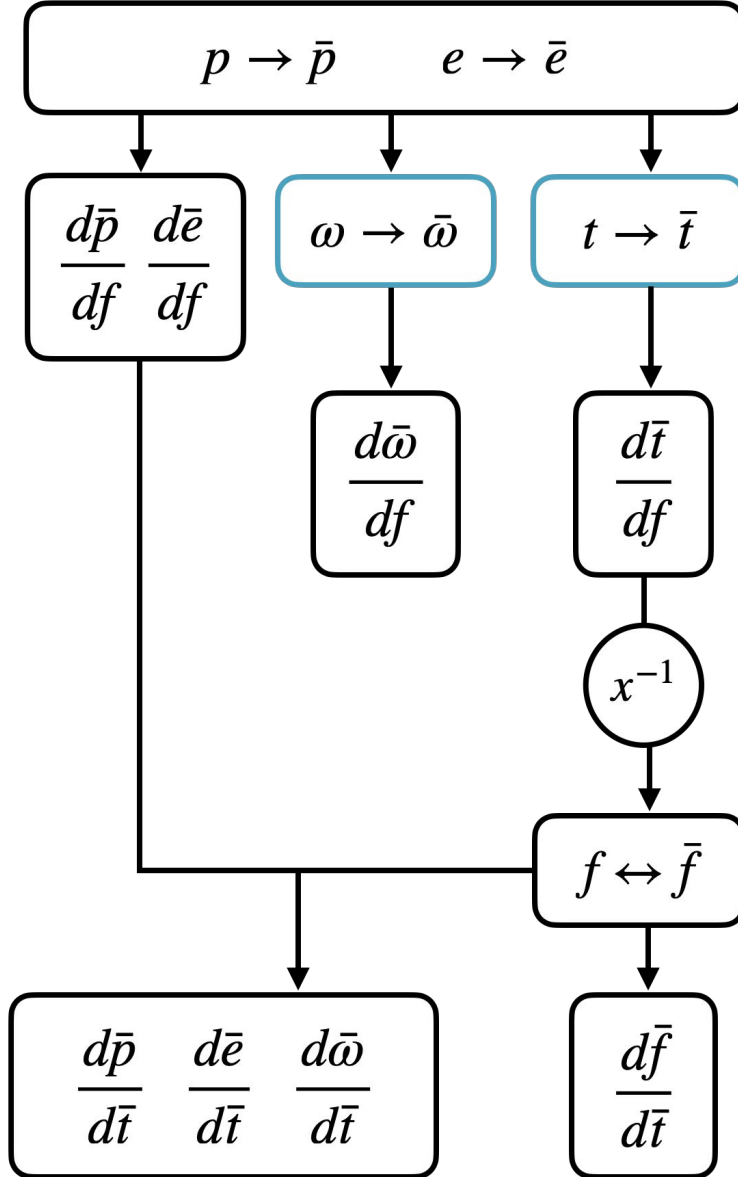 p → p̄ e → ē
dp̄/df dē/df
ω → ω̄
t → t̄
dω̄/df
dt̄/df
x⁻¹
f ↔ f̄
dp̄/dt̄ dē/dt̄ dω̄/dt̄
df̄/dt̄